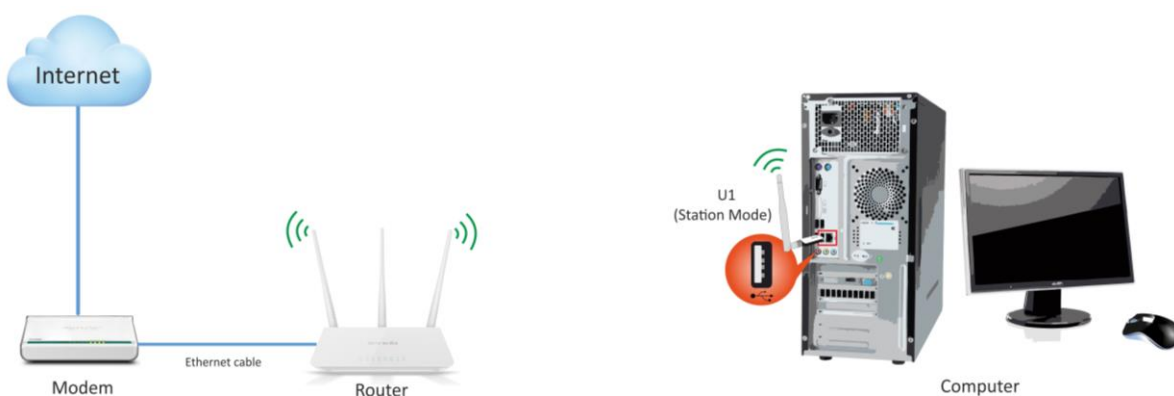 Internet
U1
(Station Mode)
Ethernet cable
Modem
Router
Computer